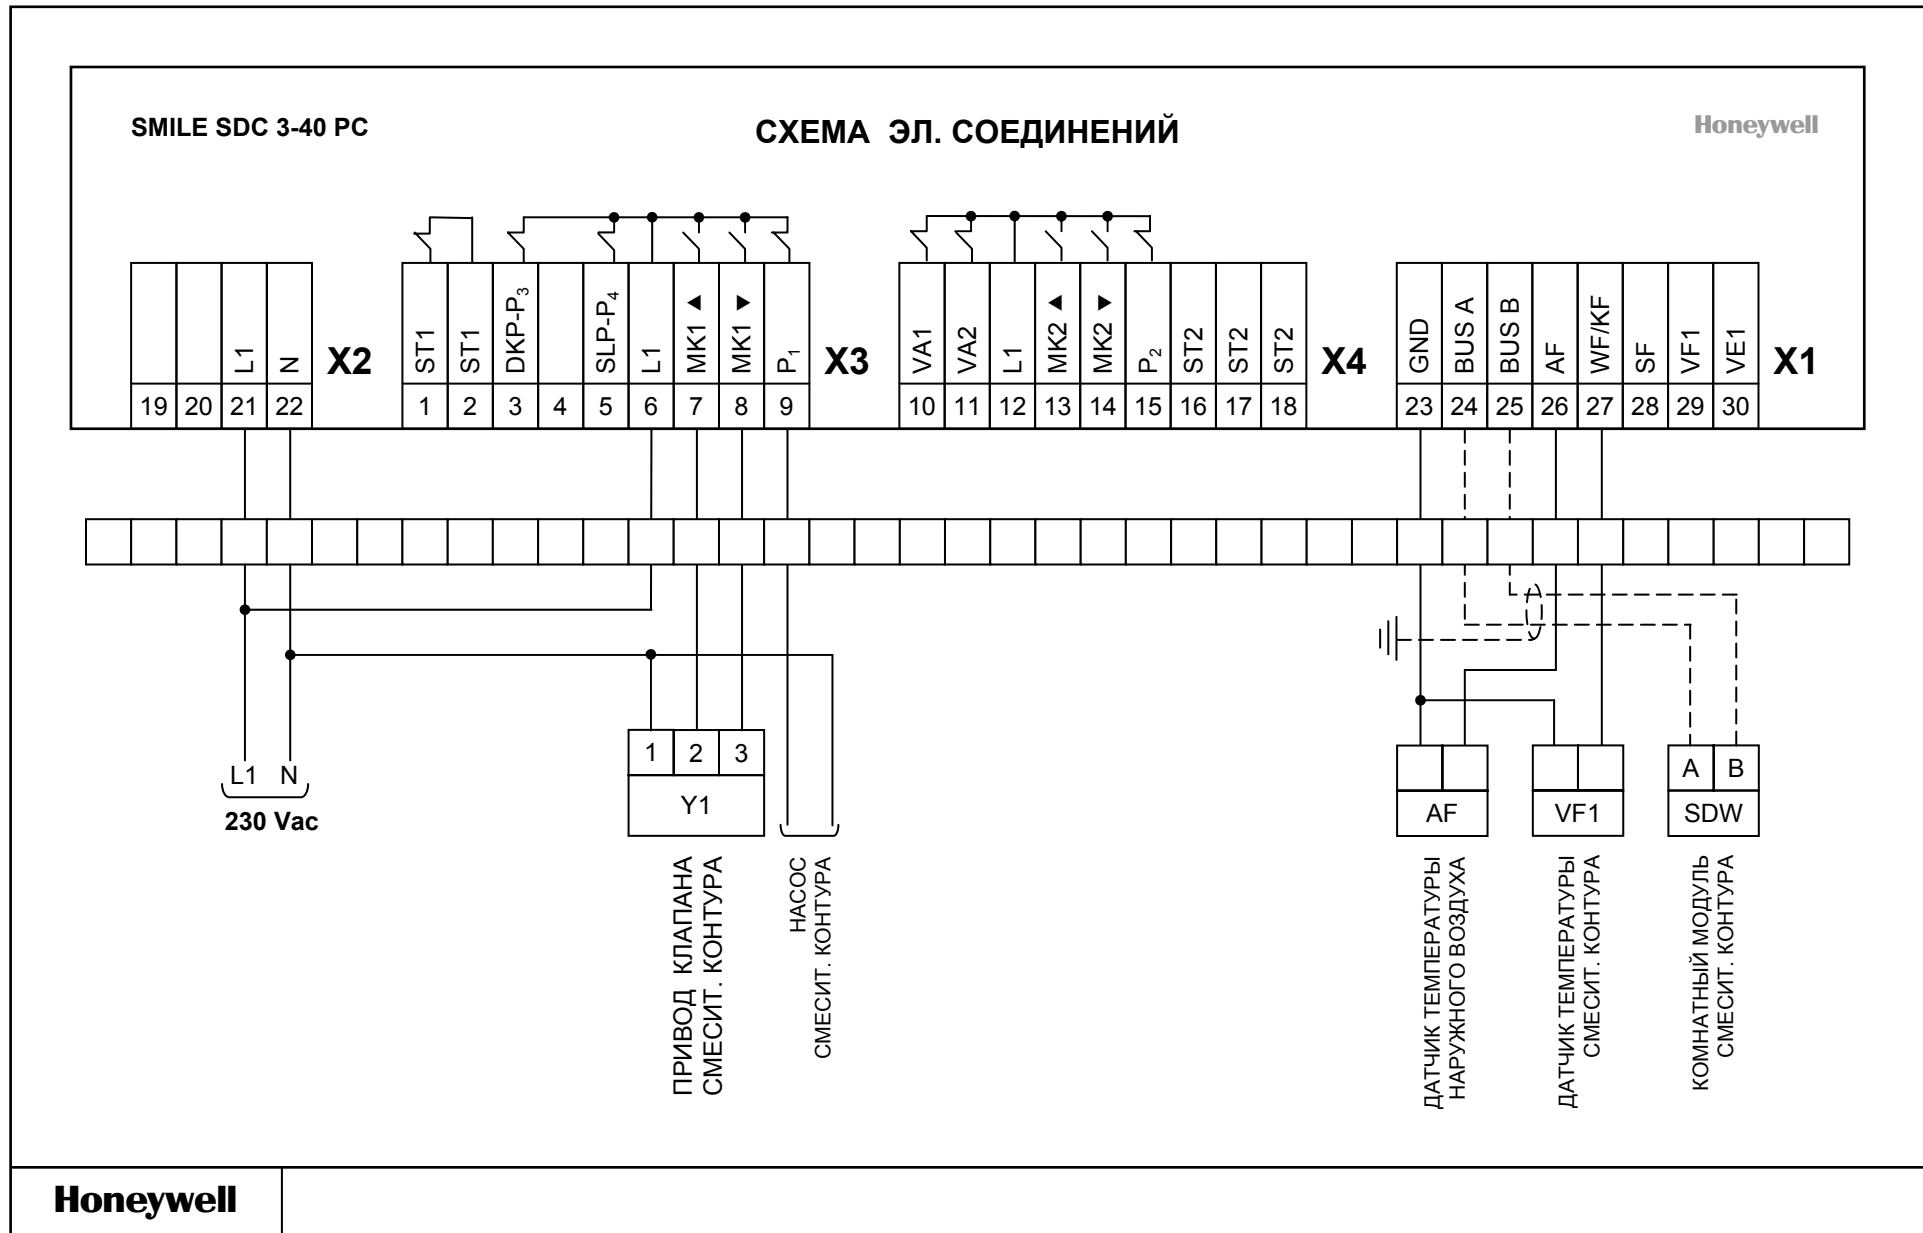 SMILE SDC 3-40 PC
СХЕМА ЭЛ. СОЕДИНЕНИЙ
Honeywell
L1
N
X2
19 20 21 22
ST1
ST1
DKP-P3
SLP-P4
L1
MK1 ▲
MK1 ▼
P1
X3
1 2 3 4 5 6 7 8 9
VA1
VA2
L1
MK2 ▲
MK2 ▼
P2
ST2
ST2
ST2
X4
10 11 12 13 14 15 16 17 18
GND
BUS A
BUS B
AF
WF/KF
SF
VF1
VE1
X1
23 24 25 26 27 28 29 30
L1 N
230 Vac
1 2 3
Y1
ПРИВОД КЛАПАНА
СМЕСИТ. КОНТУРА
НАСОС
СМЕСИТ. КОНТУРА
AF
ДАТЧИК ТЕМПЕРАТУРЫ
НАРУЖНОГО ВОЗДУХА
VF1
ДАТЧИК ТЕМПЕРАТУРЫ
СМЕСИТ. КОНТУРА
A B
SDW
КОМНАТНЫЙ МОДУЛЬ
СМЕСИТ. КОНТУРА
Honeywell